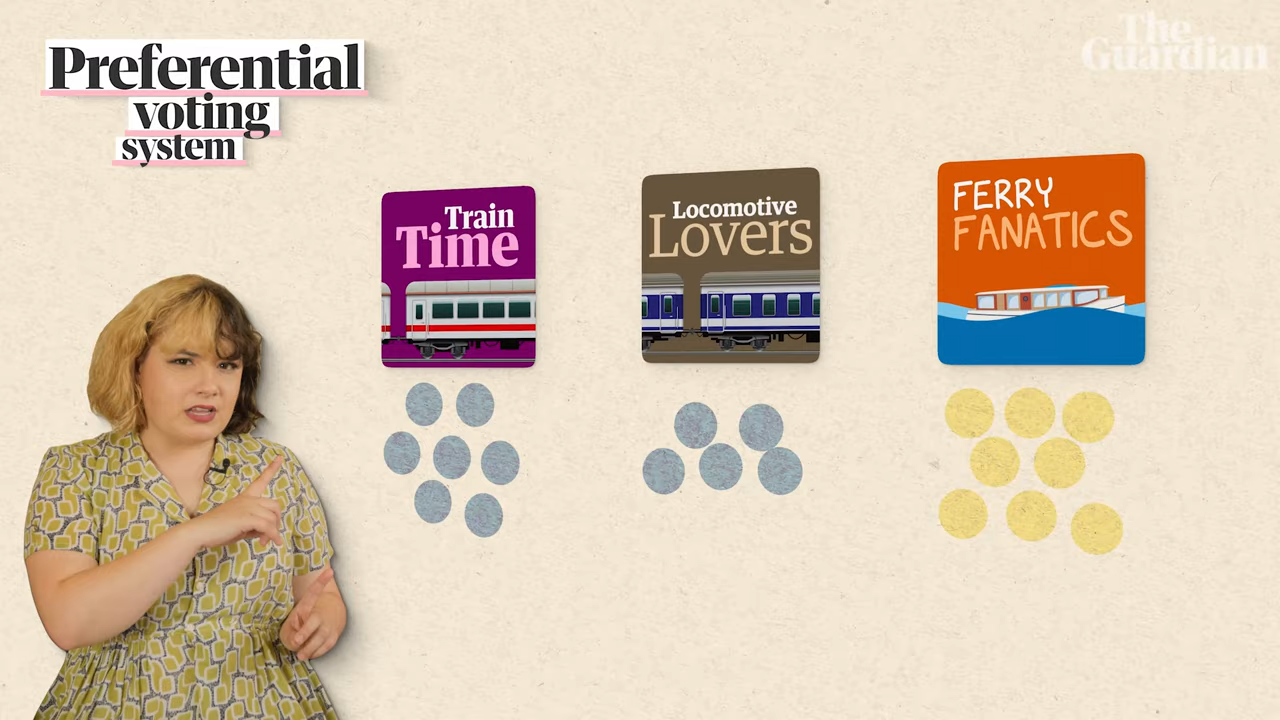 Preferential
voting
system
The
Guardian
Train
Time
Locomotive
Lovers
FERRY
FANATICS